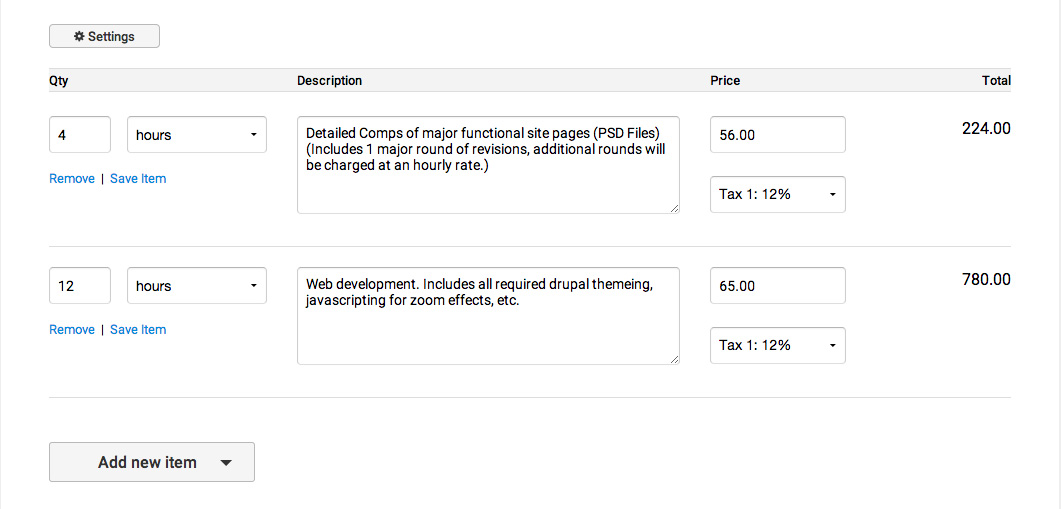 Settings
Qty Description Price Total
4 hours Detailed Comps of major functional site pages (PSD Files) 56.00 224.00
(Includes 1 major round of revisions, additional rounds will
be charged at an hourly rate.)
Remove | Save Item
Tax 1: 12%
12 hours Web development. Includes all required drupal themeing, 65.00 780.00
javascripting for zoom effects, etc.
Remove | Save Item
Tax 1: 12%
Add new item